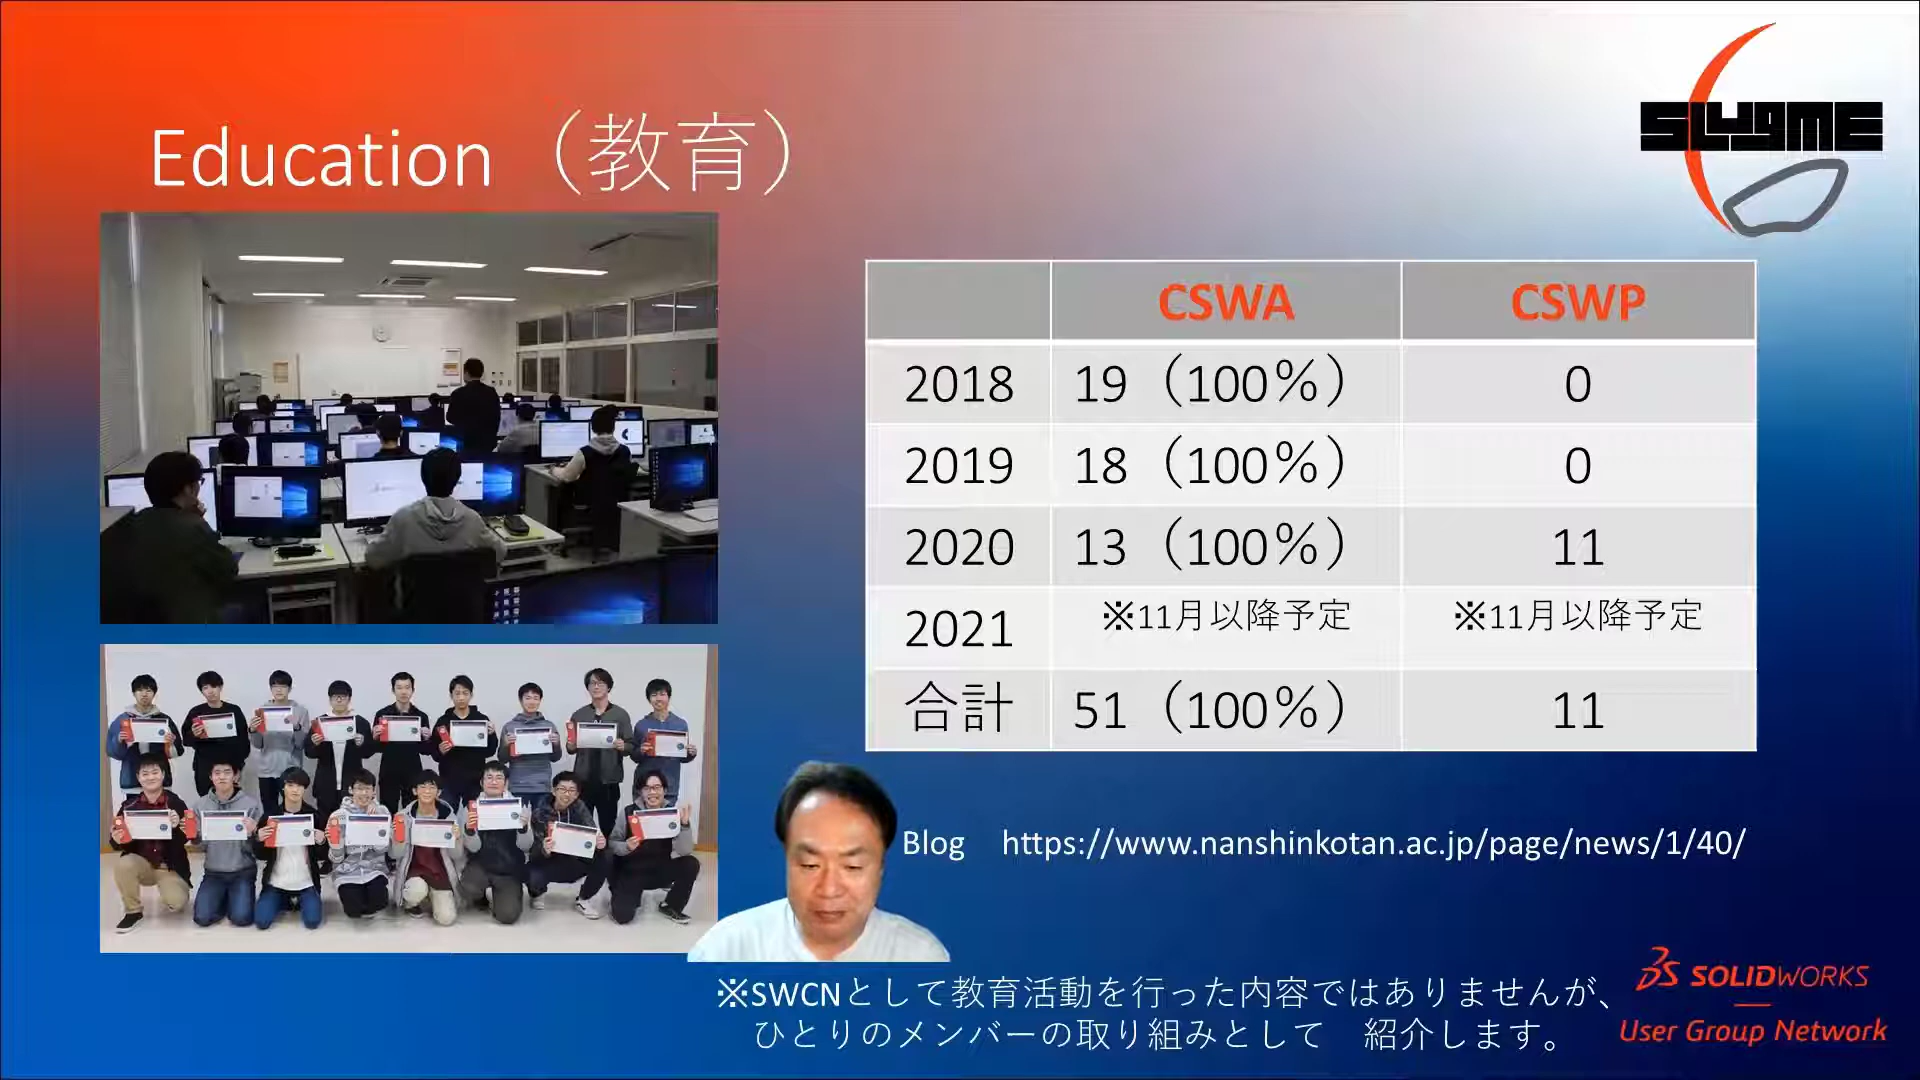 Education（教育）
SLUGME
CSWA CSWP
2018 19（100％） 0
2019 18（100％） 0
2020 13（100％） 11
2021 ※11月以降予定 ※11月以降予定
合計 51（100％） 11
Blog https://www.nanshinkotan.ac.jp/page/news/1/40/
※SWCNとして教育活動を行った内容ではありませんが、
ひとりのメンバーの取り組みとして 紹介します。
SOLIDWORKS
User Group Network